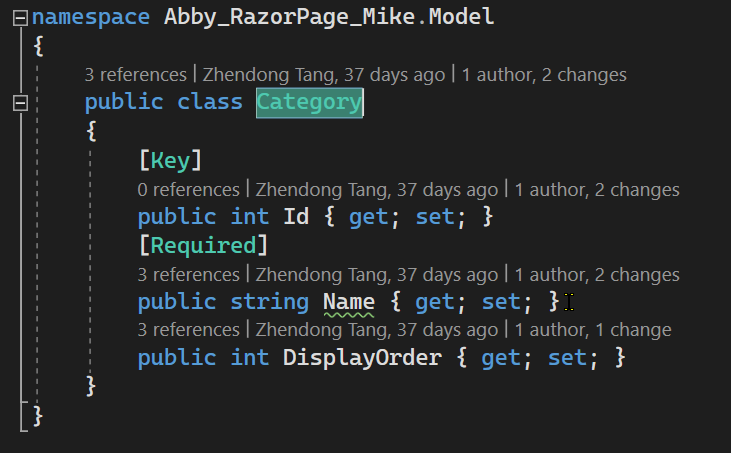 namespace Abby_RazorPage_Mike.Model
{
3 references | Zhendong Tang, 37 days ago | 1 author, 2 changes
public class Category
{
[Key]
0 references | Zhendong Tang, 37 days ago | 1 author, 2 changes
public int Id { get; set; }
[Required]
3 references | Zhendong Tang, 37 days ago | 1 author, 2 changes
public string Name { get; set; }
3 references | Zhendong Tang, 37 days ago | 1 author, 1 change
public int DisplayOrder { get; set; }
}
}